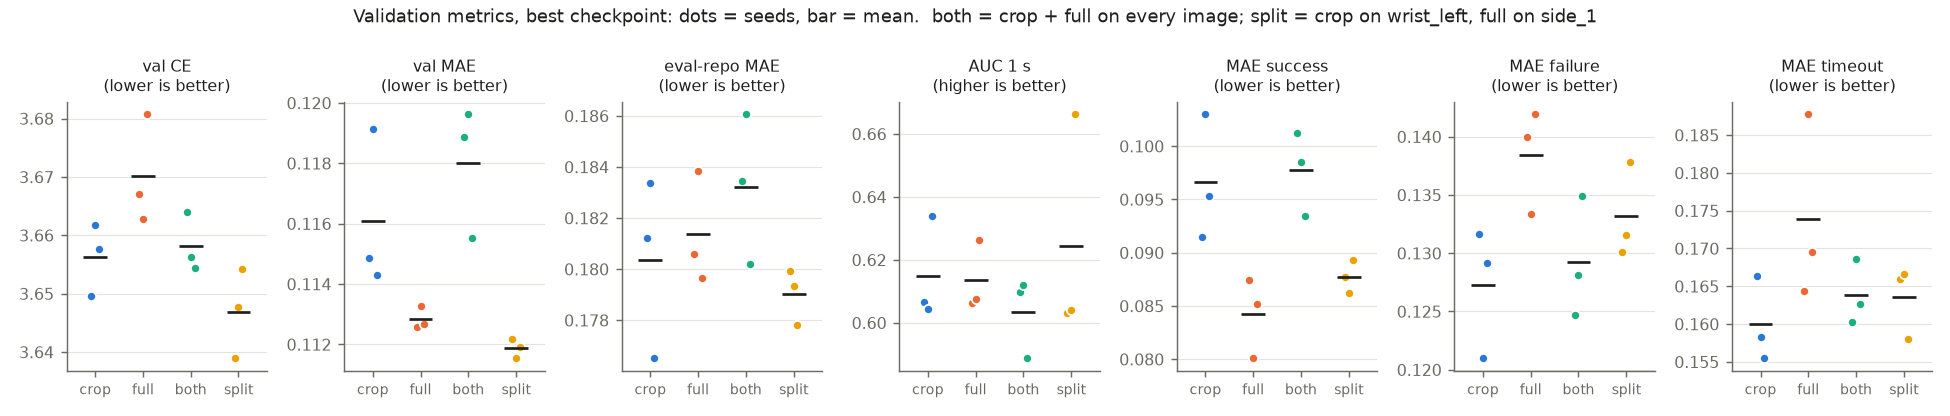 Validation metrics, best checkpoint: dots = seeds, bar = mean.  both = crop + full on every image; split = crop on wrist_left, full on side_1
val CE
(lower is better)
3.68
3.67
3.66
3.65
3.64
crop full both split
val MAE
(lower is better)
0.120
0.118
0.116
0.114
0.112
crop full both split
eval-repo MAE
(lower is better)
0.186
0.184
0.182
0.180
0.178
crop full both split
AUC 1 s
(higher is better)
0.66
0.64
0.62
0.60
crop full both split
MAE success
(lower is better)
0.100
0.095
0.090
0.085
0.080
crop full both split
MAE failure
(lower is better)
0.140
0.135
0.130
0.125
0.120
crop full both split
MAE timeout
(lower is better)
0.185
0.180
0.175
0.170
0.165
0.160
0.155
crop full both split